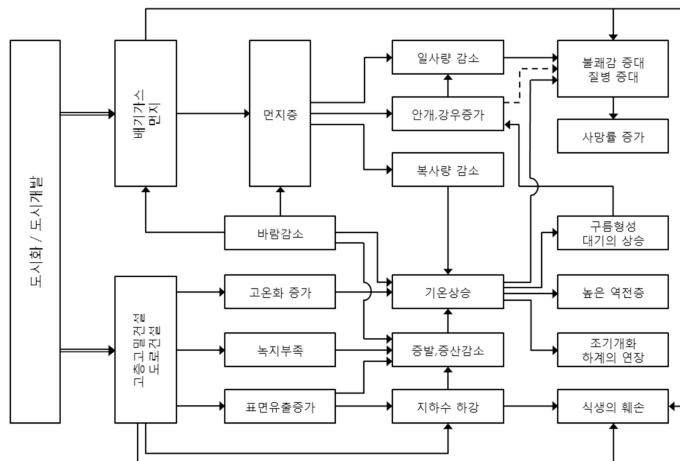 도시화 / 도시개발
배기가스
먼지
먼지층
일사량 감소
안개,강우증가
복사량 감소
불쾌감 증대
질병 증대
사망률 증가
바람감소
구름형성
대기의 상승
고층고밀건설
도로건설
고온화 증가
기온상승
높은 역전층
녹지부족
증발,증산감소
조기개화
하계의 연장
표면유출증가
지하수 하강
식생의 훼손